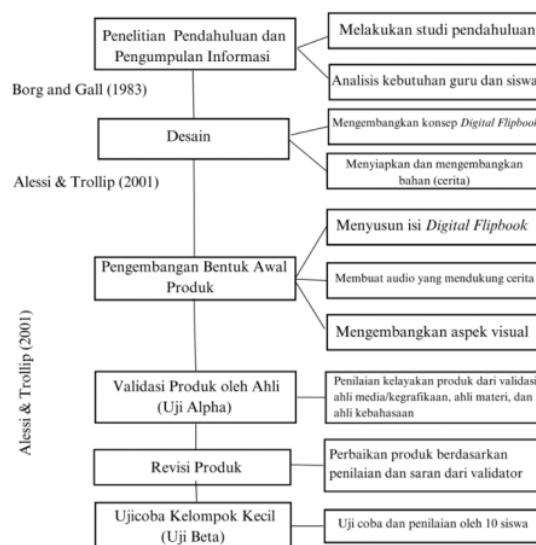 Penelitian Pendahuluan dan
Pengumpulan Informasi
Melakukan studi pendahuluan
Analisis kebutuhan guru dan siswa
Borg and Gall (1983)
Desain
Mengembangkan konsep Digital Flipbook
Menyiapkan dan mengembangkan
bahan (cerita)
Alessi & Trollip (2001)
Pengembangan Bentuk Awal
Produk
Menyusun isi Digital Flipbook
Membuat audio yang mendukung cerita
Mengembangkan aspek visual
Alessi & Trollip (2001)
Validasi Produk oleh Ahli
(Uji Alpha)
Penilaian kelayakan produk dari validasi
ahli media/kegrafikaan, ahli materi, dan
ahli kebahasaan
Revisi Produk
Perbaikan produk berdasarkan
penilaian dan saran dari validator
Ujicoba Kelompok Kecil
(Uji Beta)
Uji coba dan penilaian oleh 10 siswa